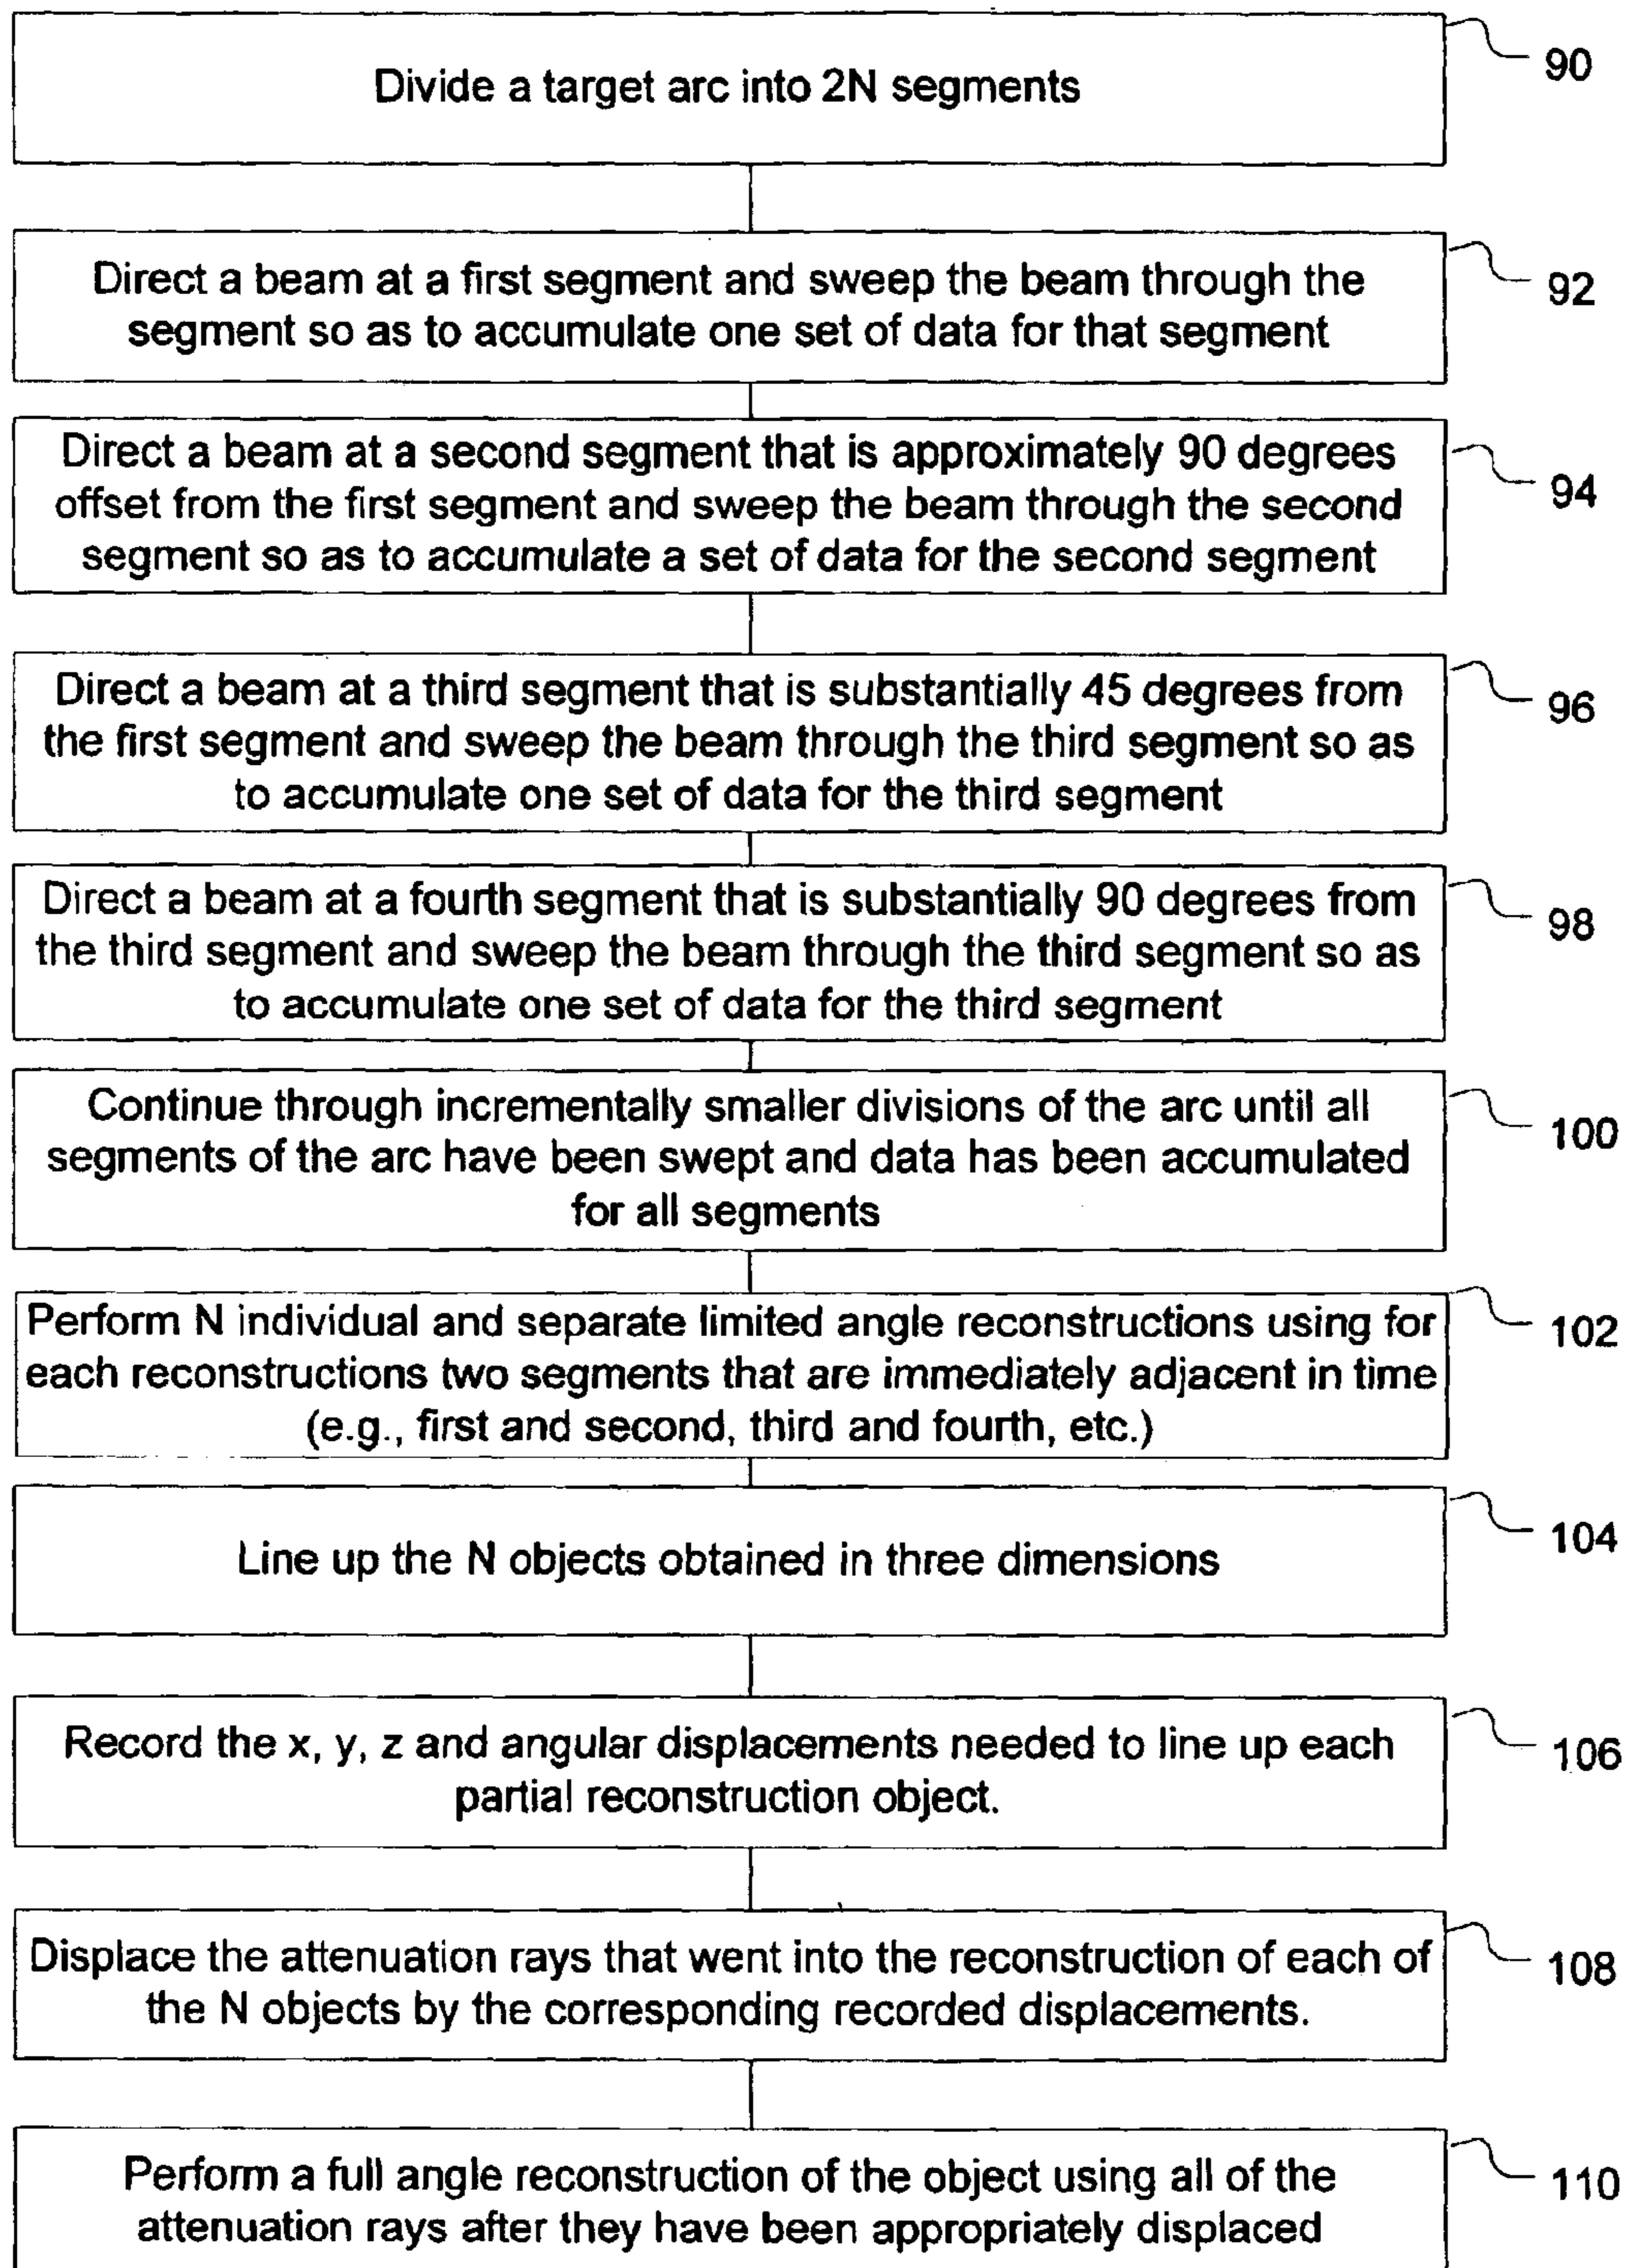 Divide a target arc into 2N segments
90
Direct a beam at a first segment and sweep the beam through the
segment so as to accumulate one set of data for that segment
92
Direct a beam at a second segment that is approximately 90 degrees
offset from the first segment and sweep the beam through the second
segment so as to accumulate a set of data for the second segment
94
Direct a beam at a third segment that is substantially 45 degrees from
the first segment and sweep the beam through the third segment so as
to accumulate one set of data for the third segment
96
Direct a beam at a fourth segment that is substantially 90 degrees from
the third segment and sweep the beam through the third segment so as
to accumulate one set of data for the third segment
98
Continue through incrementally smaller divisions of the arc until all
segments of the arc have been swept and data has been accumulated
for all segments
100
Perform N individual and separate limited angle reconstructions using for
each reconstructions two segments that are immediately adjacent in time
(e.g., first and second, third and fourth, etc.)
102
Line up the N objects obtained in three dimensions
104
Record the x, y, z and angular displacements needed to line up each
partial reconstruction object.
106
Displace the attenuation rays that went into the reconstruction of each of
the N objects by the corresponding recorded displacements.
108
Perform a full angle reconstruction of the object using all of the
attenuation rays after they have been appropriately displaced
110